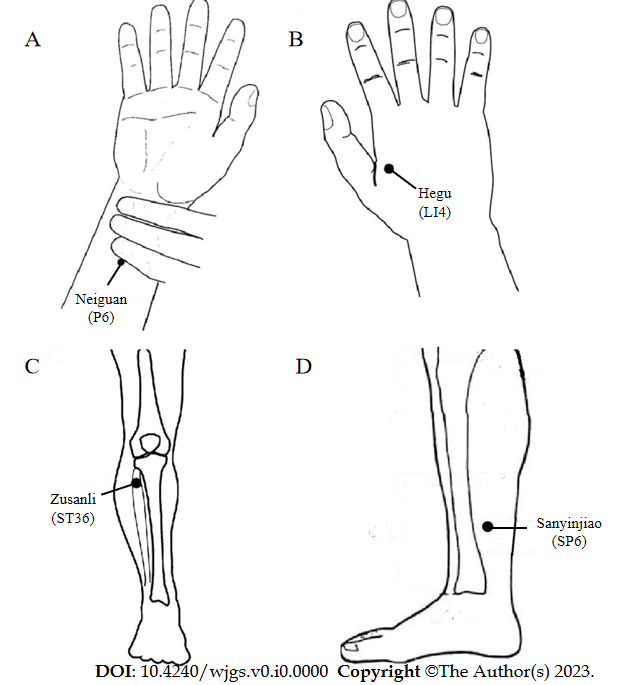 A
B
Hegu
(LI4)
Neiguan
(P6)
C
D
Zusanli
(ST36)
Sanyinjiao
(SP6)
DOI: 10.4240/wjgs.v0.i0.0000 Copyright ©The Author(s) 2023.